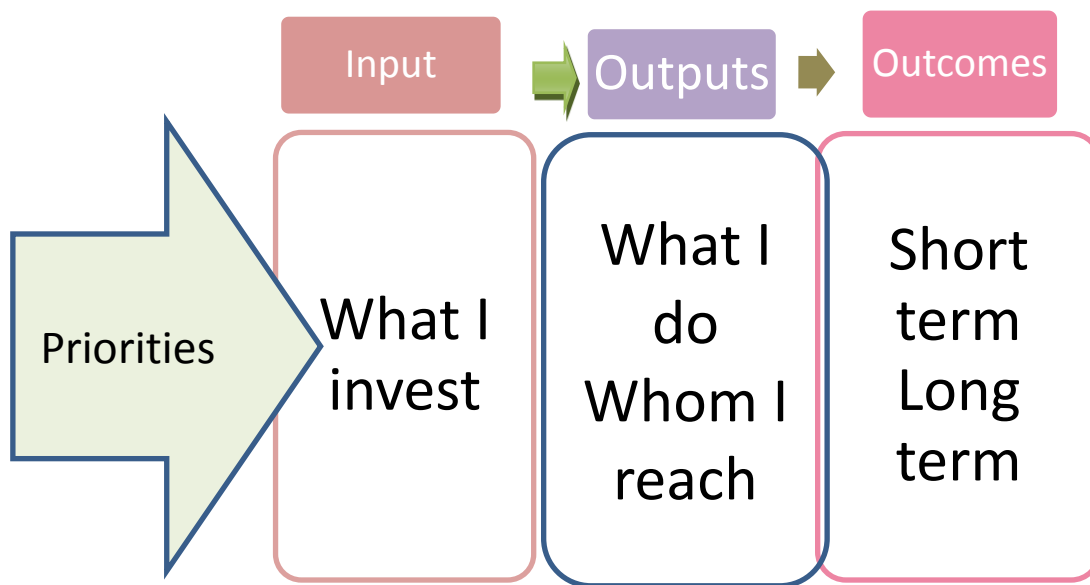 Input
Outputs
Outcomes
Priorities
What I
invest
What I
do
Whom I
reach
Short
term
Long
term